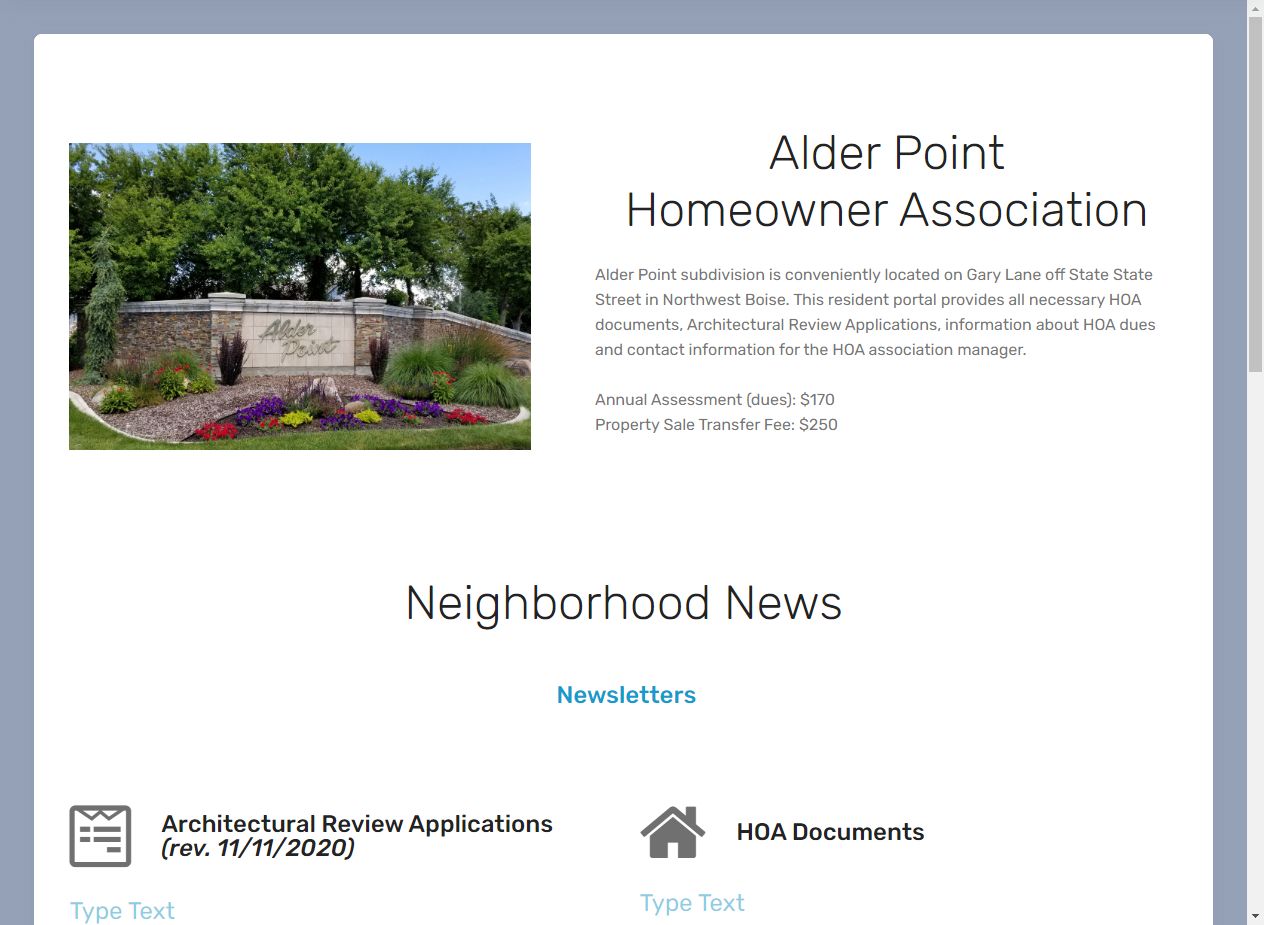 Alder Point
Alder Point
Homeowner Association
Alder Point subdivision is conveniently located on Gary Lane off State State
Street in Northwest Boise. This resident portal provides all necessary HOA
documents, Architectural Review Applications, information about HOA dues
and contact information for the HOA association manager.
Annual Assessment (dues): $170
Property Sale Transfer Fee: $250
Neighborhood News
Newsletters
Architectural Review Applications
(rev. 11/11/2020)
Type Text
HOA Documents
Type Text